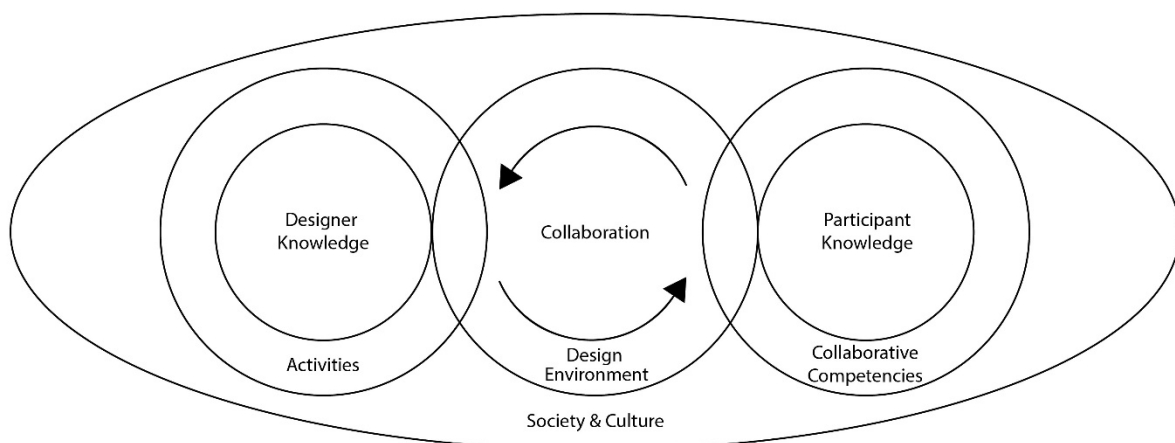 Designer
Knowledge
Collaboration
Participant
Knowledge
Activities
Design
Environment
Collaborative
Competencies
Society & Culture